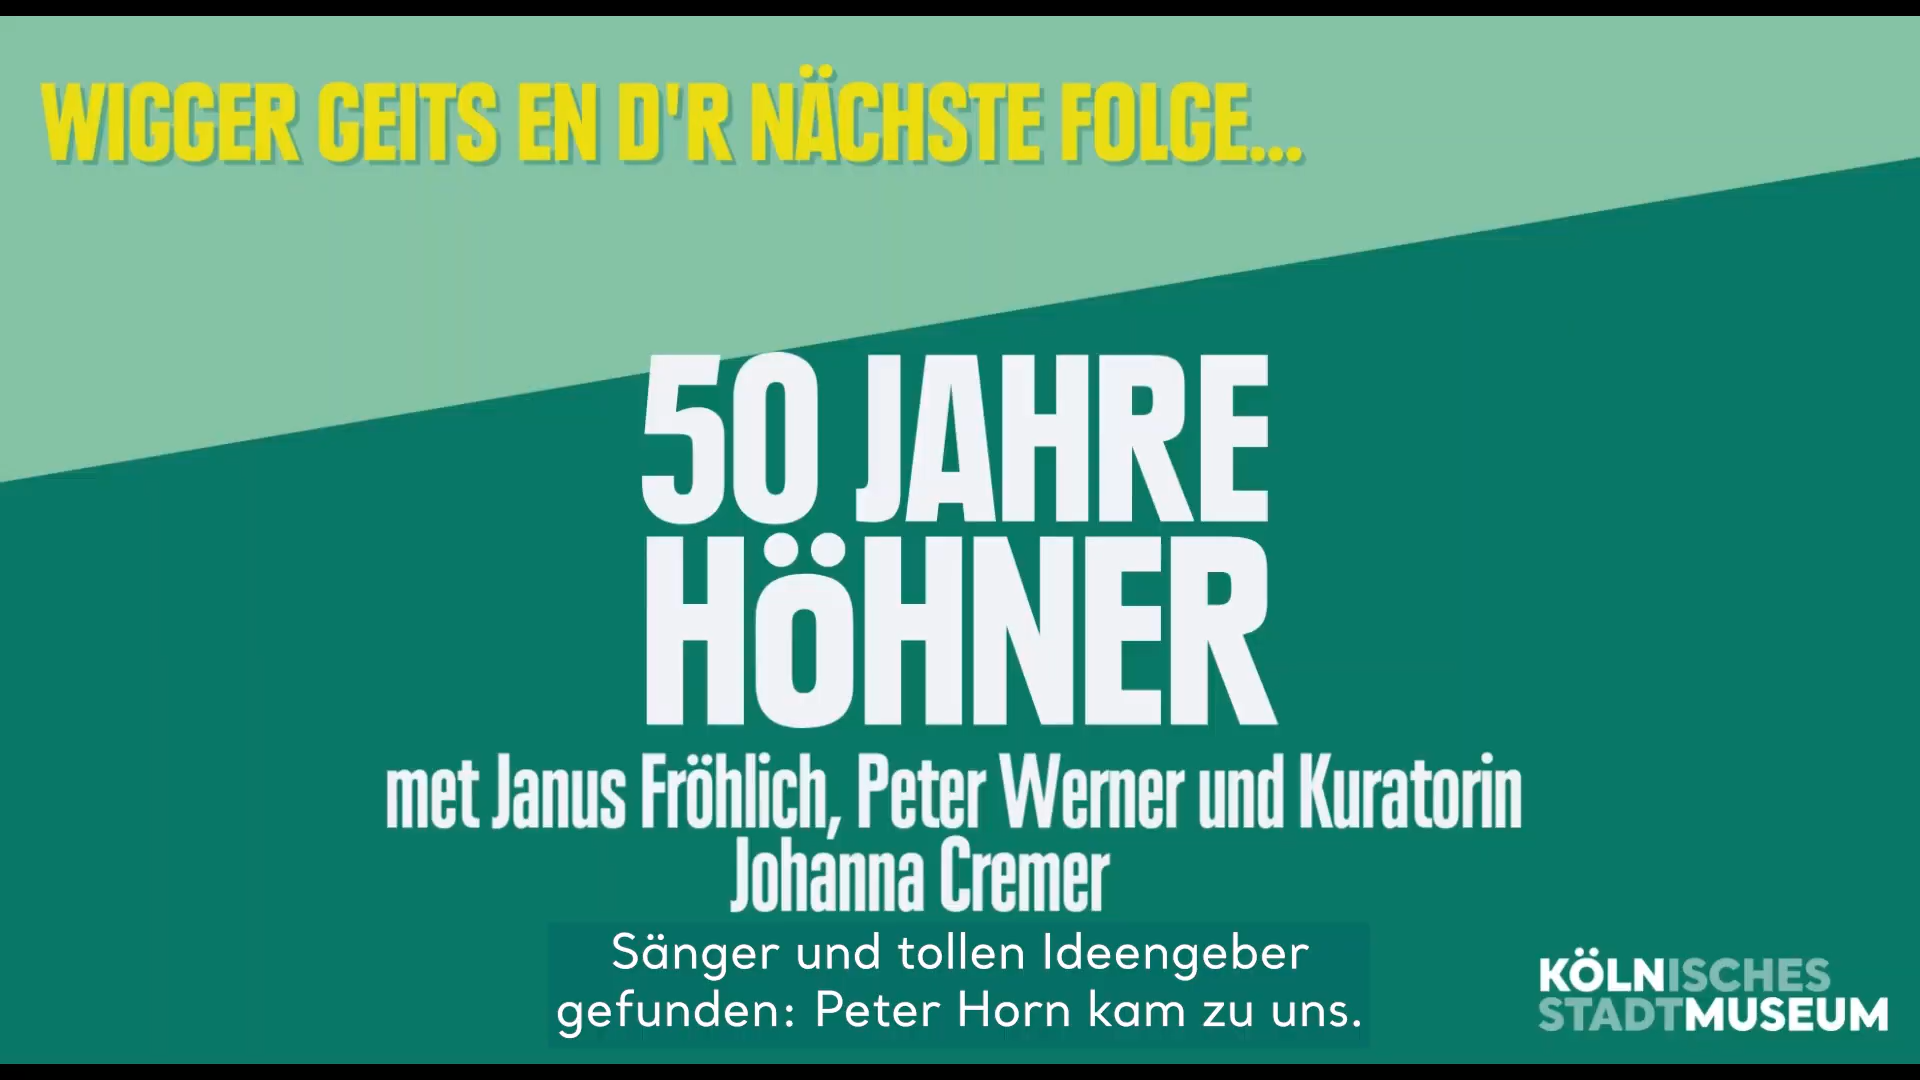 WIGGER GEITS EN D'R NÄCHSTE FOLGE...
50 JAHRE
HÖHNER
met Janus Fröhlich, Peter Werner und Kuratorin
Johanna Cremer
Sänger und tollen Ideengeber
gefunden: Peter Horn kam zu uns.
KÖLNISCHES
STADTMUSEUM